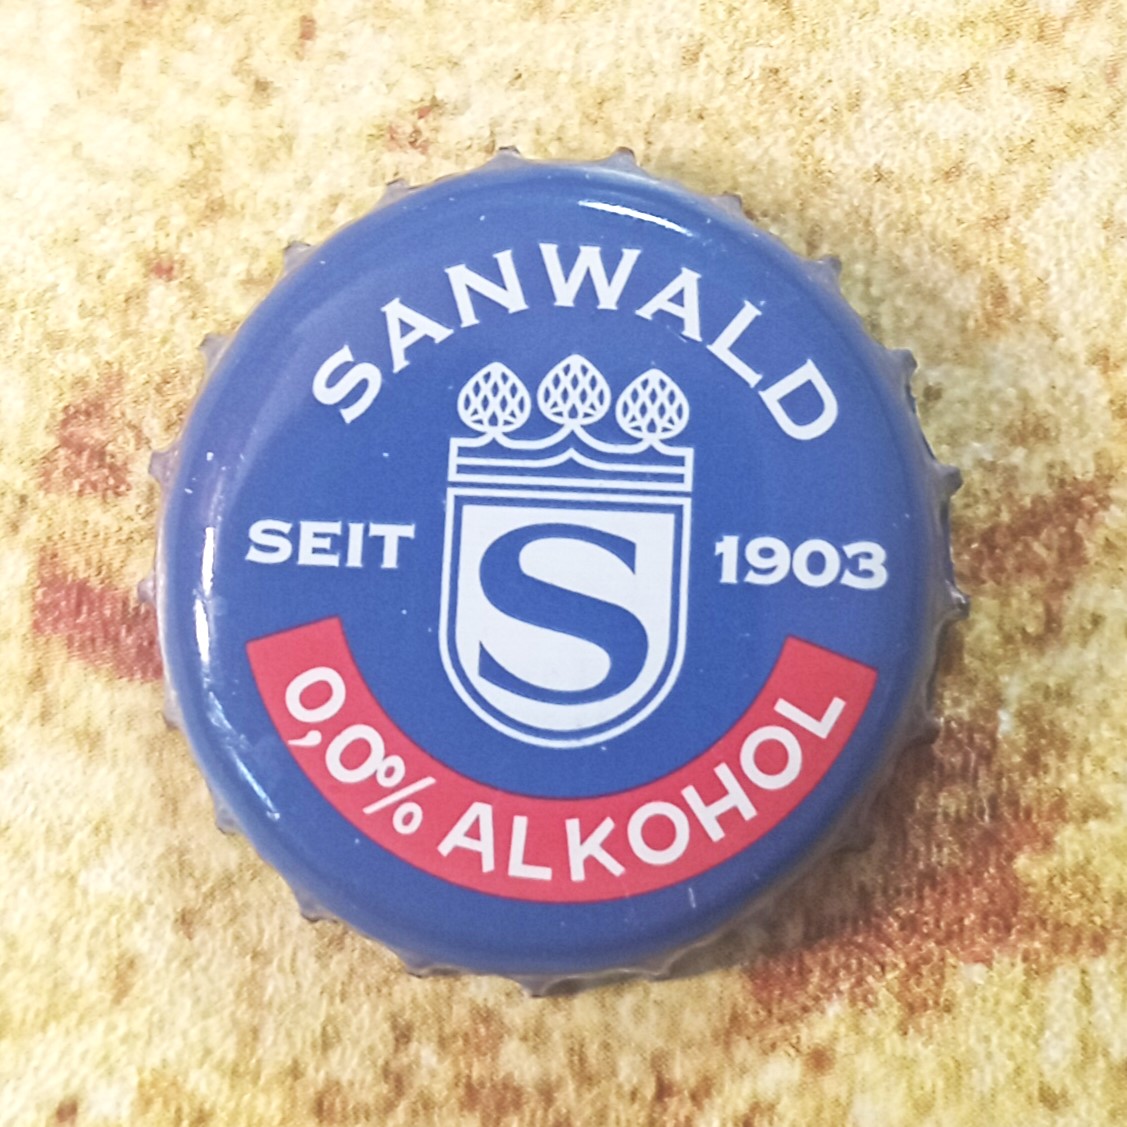 SANWALD
SEIT S 1903
0,0% ALKOHOL